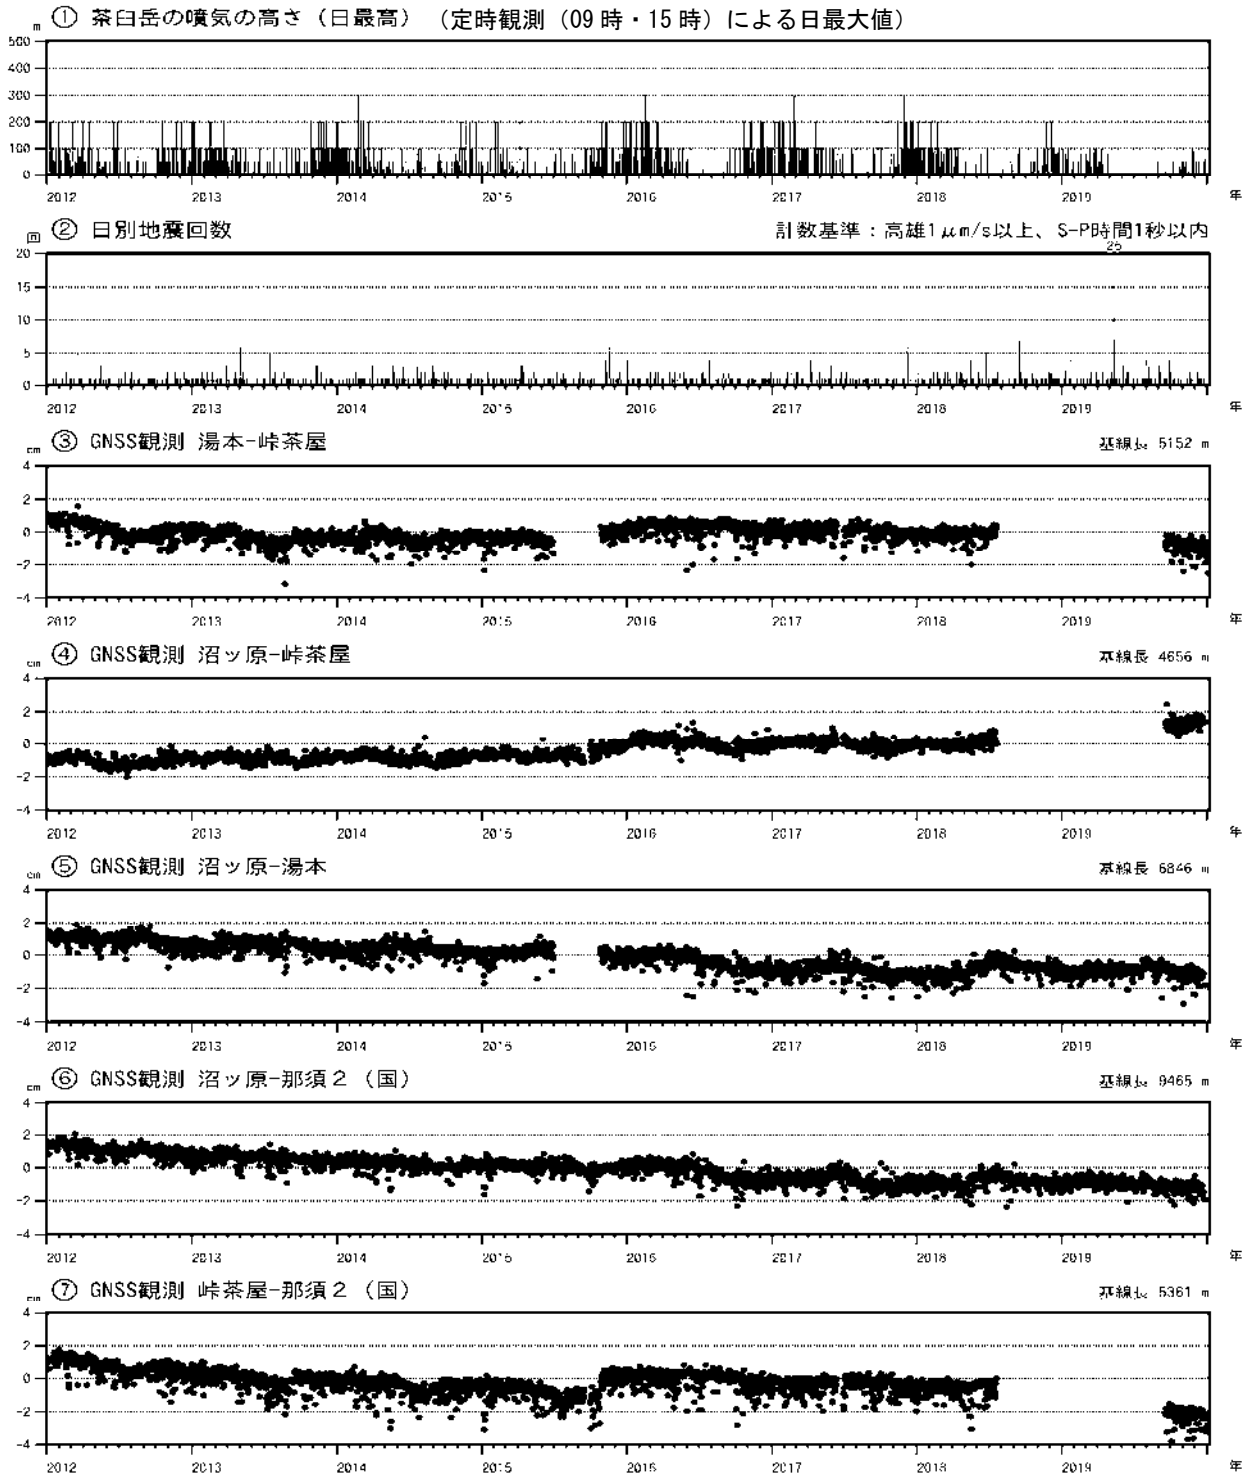 ① 茶臼岳の噴気の高さ（日最高） （定時観測（09 時・15 時）による日最大値）
m
500
400
300
200
100
0
2012 2013 2014 2015 2016 2017 2018 2019 年
② 日別地震回数 計数基準：高雄1μm/s以上、S-P時間1秒以内
回
26
20
15
10
5
0
2012 2013 2014 2015 2016 2017 2018 2019 年
③ GNSS観測 湯本-峠茶屋 基線長 5152 m
cm
4
2
0
-2
-4
2012 2013 2014 2015 2016 2017 2018 2019 年
④ GNSS観測 沼ッ原-峠茶屋 基線長 4656 m
cm
4
2
0
-2
-4
2012 2013 2014 2015 2016 2017 2018 2019 年
⑤ GNSS観測 沼ッ原-湯本 基線長 6846 m
cm
4
2
0
-2
-4
2012 2013 2014 2015 2016 2017 2018 2019 年
⑥ GNSS観測 沼ッ原-那須２（国） 基線長 9465 m
cm
4
2
0
-2
-4
2012 2013 2014 2015 2016 2017 2018 2019 年
⑦ GNSS観測 峠茶屋-那須２（国） 基線長 5361 m
cm
4
2
0
-2
-4
2012 2013 2014 2015 2016 2017 2018 2019 年